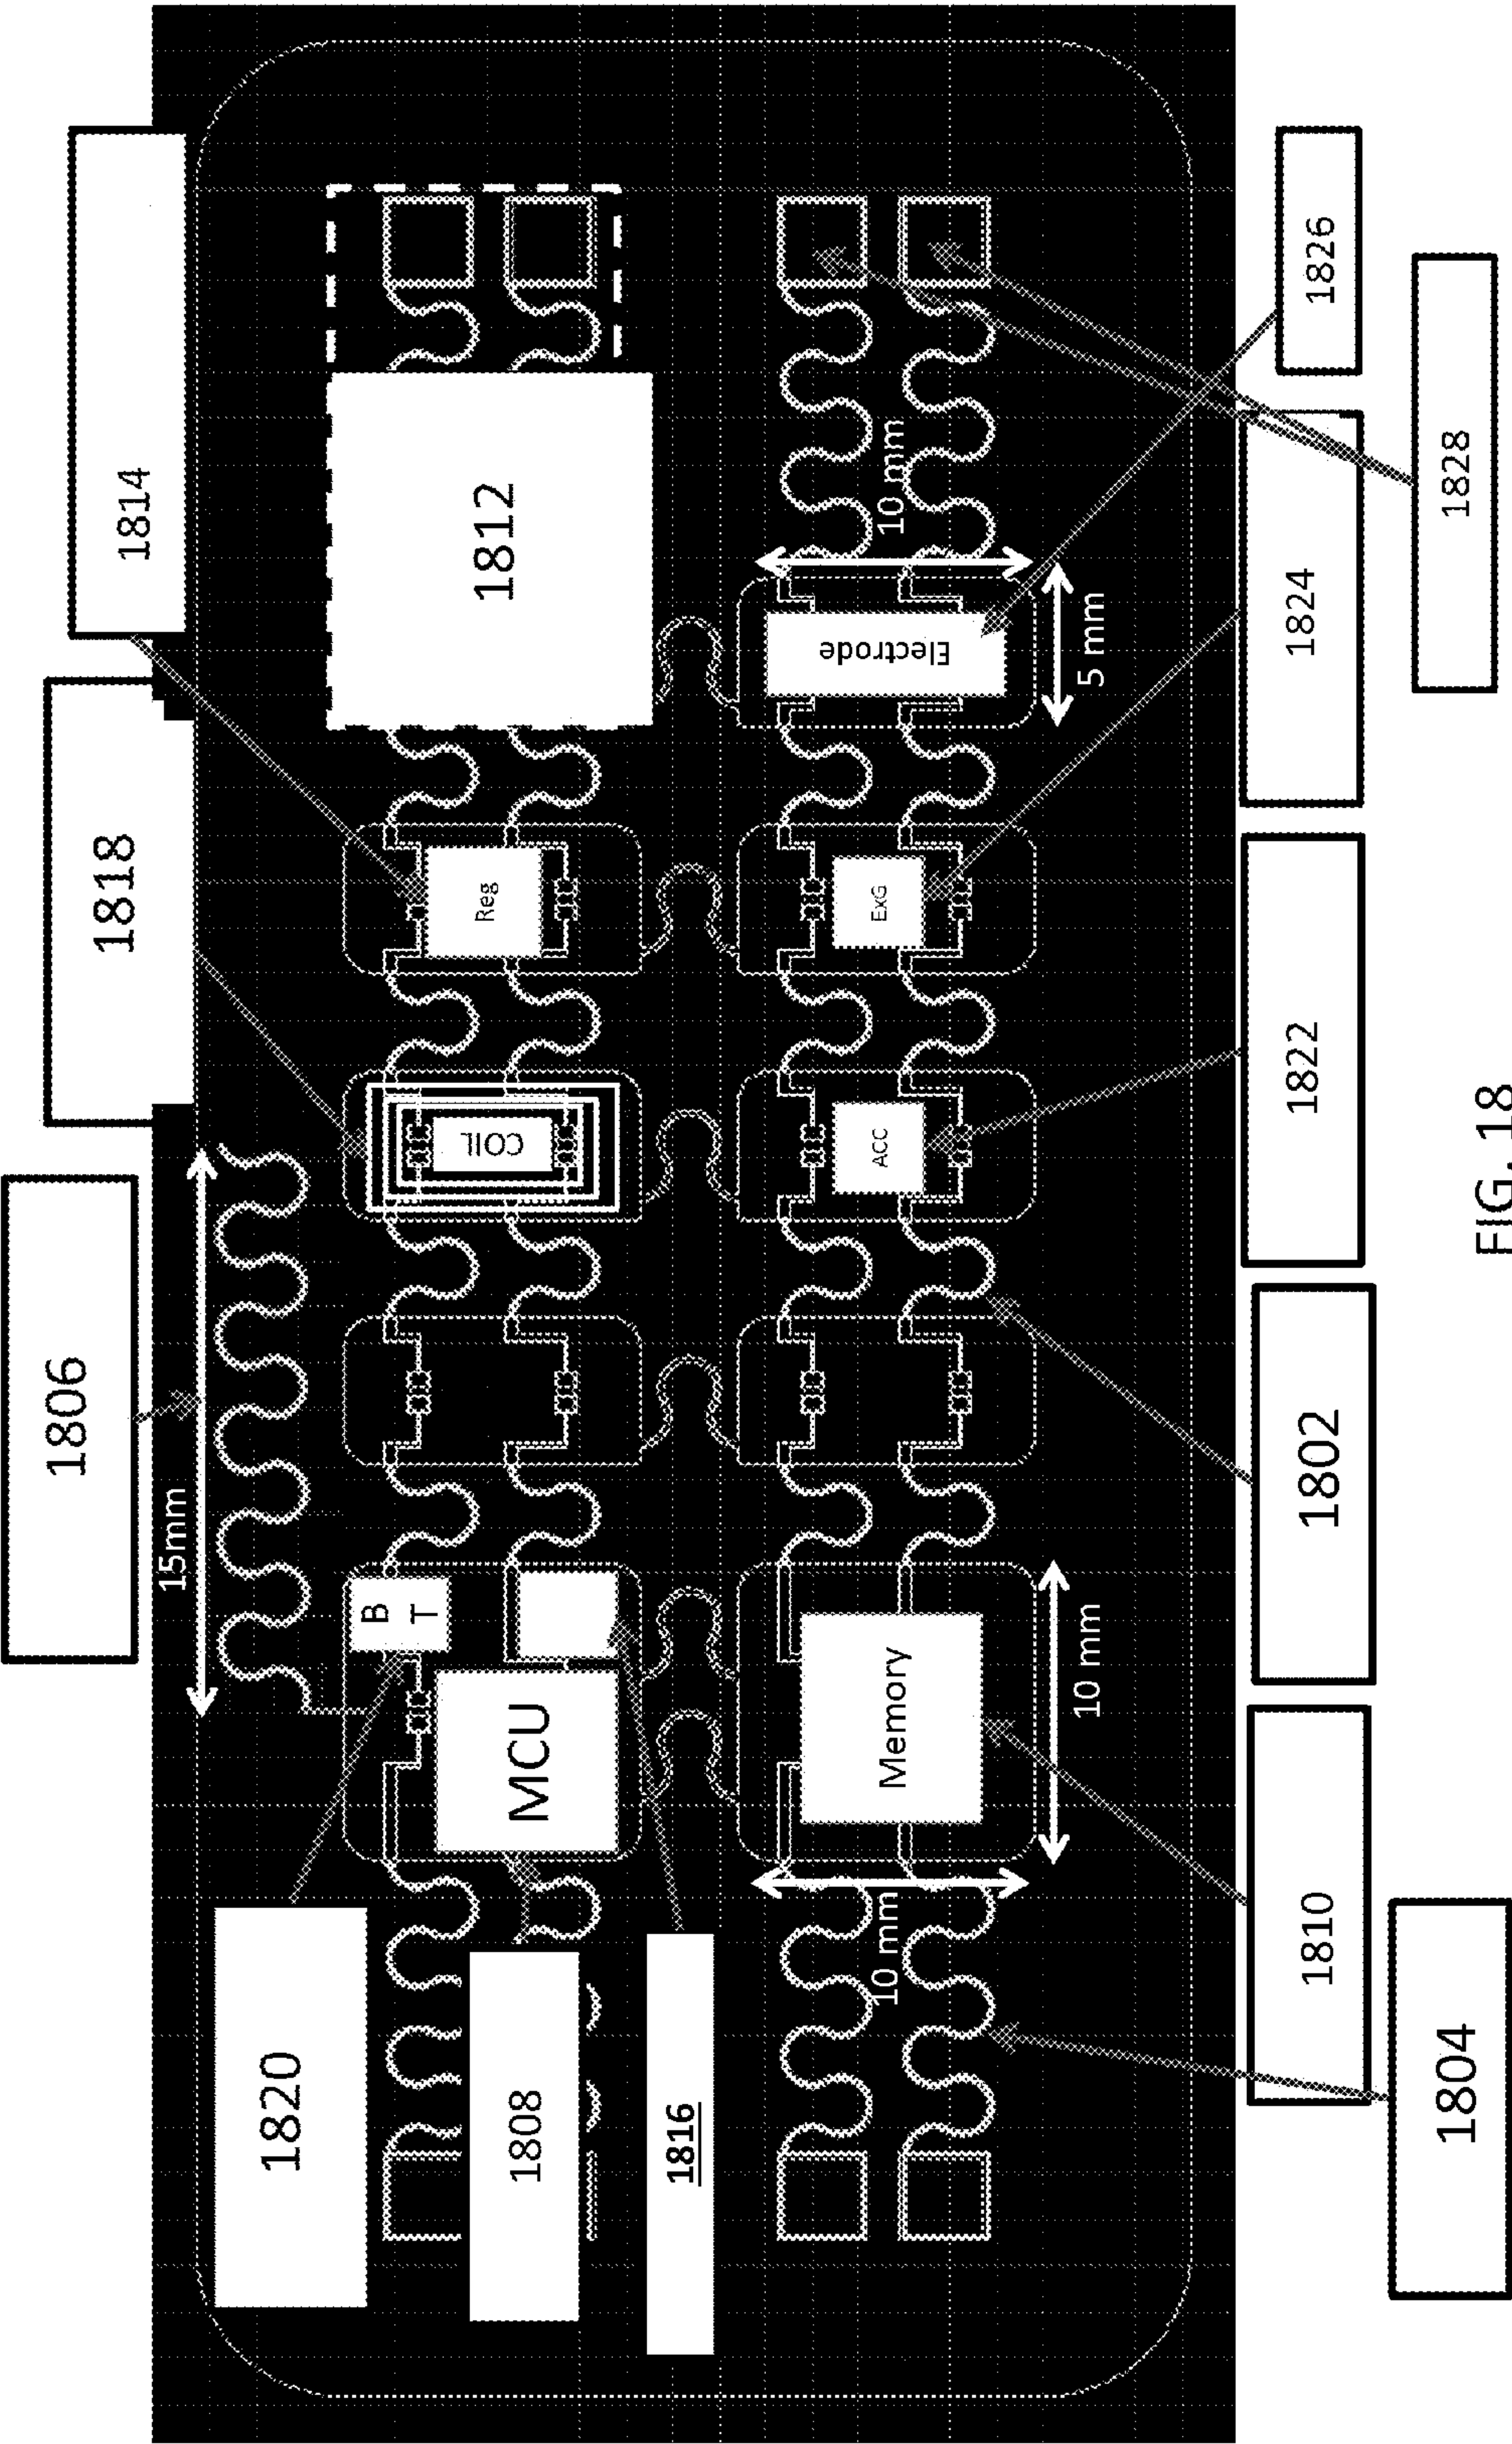 1806
1818
1814
15mm
1820
B
T
1808
MCU
COIL
Reg
1812
1816
10 mm
Memory
ACC
ExG
Electrode
10 mm
10 mm
5 mm
1810
1802
1822
1824
1826
1804
1828
FIG. 18